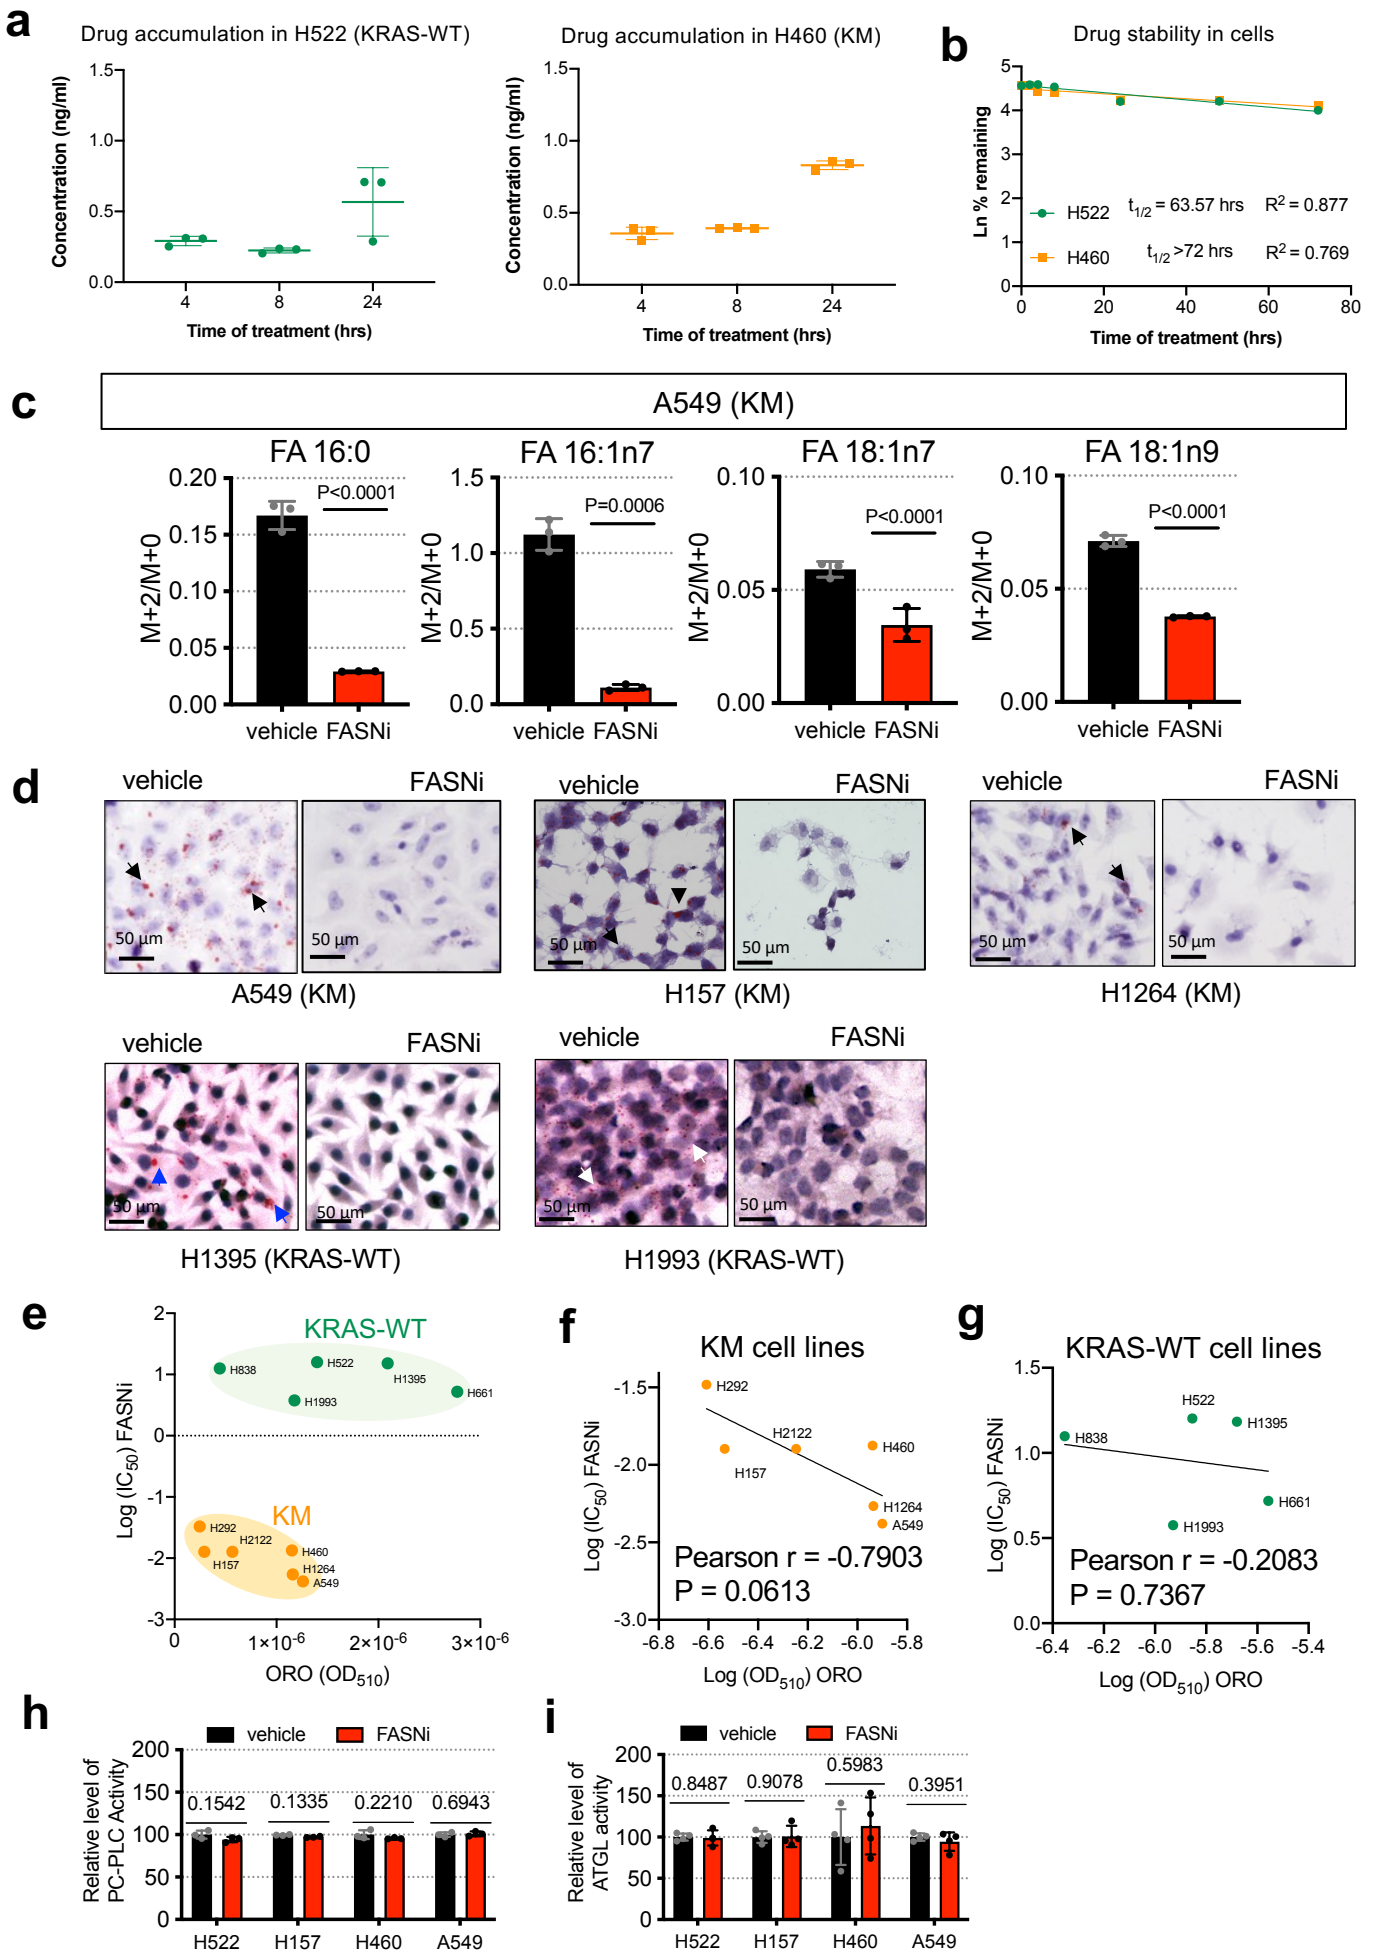 a
Drug accumulation in H522 (KRAS-WT)
Concentration (ng/ml)
1.5
1.0
0.5
0.0
4 8 24
Time of treatment (hrs)
Drug accumulation in H460 (KM)
Concentration (ng/ml)
1.5
1.0
0.5
0.0
4 8 24
Time of treatment (hrs)
b
Drug stability in cells
Ln % remaining
5
4
3
2
1
0
H522 t1/2 = 63.57 hrs R2 = 0.877
H460 t1/2 >72 hrs R2 = 0.769
0 20 40 60 80
Time of treatment (hrs)
c
A549 (KM)
FA 16:0
M+2/M+0
0.20
0.15
0.10
0.05
0.00
P<0.0001
vehicle FASNi
FA 16:1n7
M+2/M+0
1.5
1.0
0.5
0.0
P=0.0006
vehicle FASNi
FA 18:1n7
M+2/M+0
0.10
0.05
0.00
P<0.0001
vehicle FASNi
FA 18:1n9
M+2/M+0
0.10
0.05
0.00
P<0.0001
vehicle FASNi
d
vehicle FASNi
50 µm 50 µm
A549 (KM)
vehicle FASNi
50 µm 50 µm
H157 (KM)
vehicle FASNi
50 µm 50 µm
H1264 (KM)
vehicle FASNi
50 µm 50 µm
H1395 (KRAS-WT)
vehicle FASNi
50 µm 50 µm
H1993 (KRAS-WT)
e
Log (IC50) FASNi
2
1
0
-1
-2
-3
KRAS-WT
H838
H522
H1395
H1993
H661
KM
H292
H2122
H157
H460
H1264
A549
0 1×10-6 2×10-6 3×10-6
ORO (OD510)
f
KM cell lines
Log (IC50) FASNi
-1.5
-2.0
-2.5
-3.0
H292
H2122
H157
H460
H1264
A549
Pearson r = -0.7903
P = 0.0613
-6.8 -6.6 -6.4 -6.2 -6.0 -5.8
Log (OD510) ORO
g
KRAS-WT cell lines
Log (IC50) FASNi
1.5
1.0
0.5
0.0
H522
H838
H1395
H661
H1993
Pearson r = -0.2083
P = 0.7367
-6.4 -6.2 -6.0 -5.8 -5.6 -5.4
Log (OD510) ORO
h
vehicle FASNi
Relative level of
PC-PLC Activity
200
150
100
50
0
0.1542 0.1335 0.2210 0.6943
H522 H157 H460 A549
i
vehicle FASNi
Relative level of
ATGL activity
200
150
100
50
0
0.8487 0.9078 0.5983 0.3951
H522 H157 H460 A549